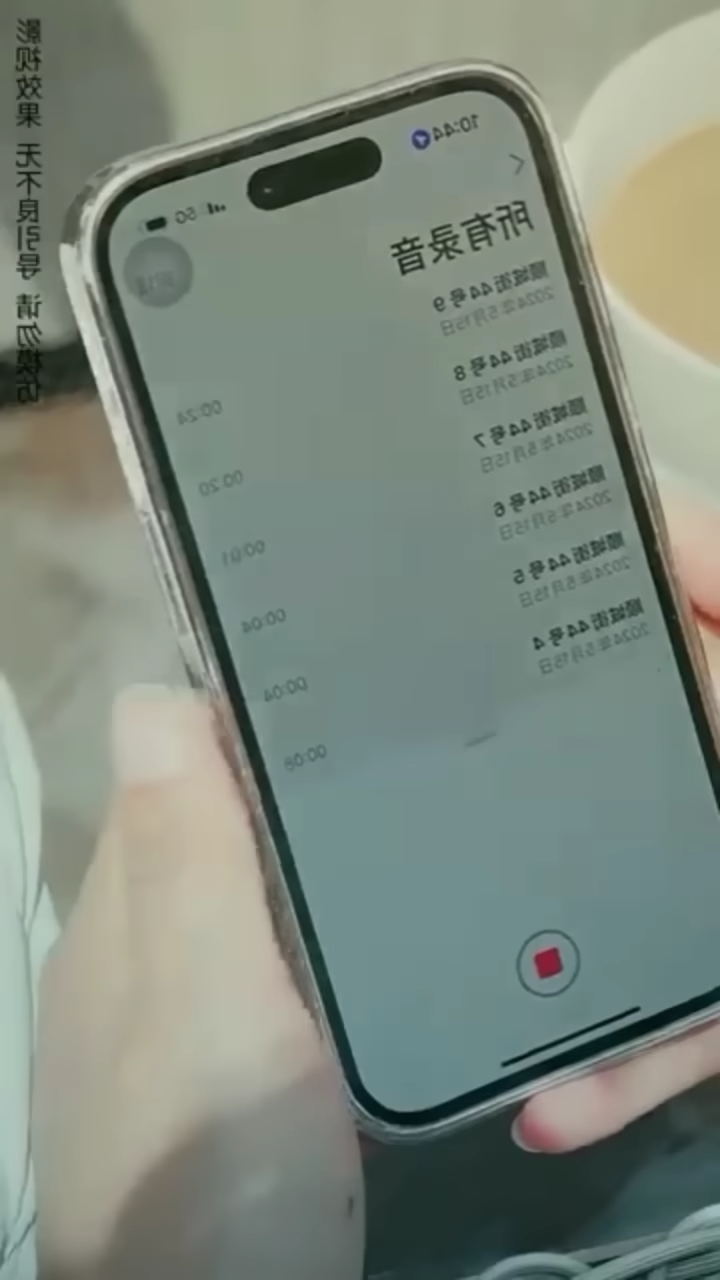 影视效果 无不良引导 请勿模仿
10:44
5G
所有录音
顺城街44号 9
2024年5月15日
00:24
顺城街44号 8
2024年5月15日
00:20
顺城街44号 7
2024年5月15日
00:01
顺城街44号 6
2024年5月15日
00:04
顺城街44号 5
2024年5月15日
00:04
顺城街44号 4
2024年5月15日
00:06